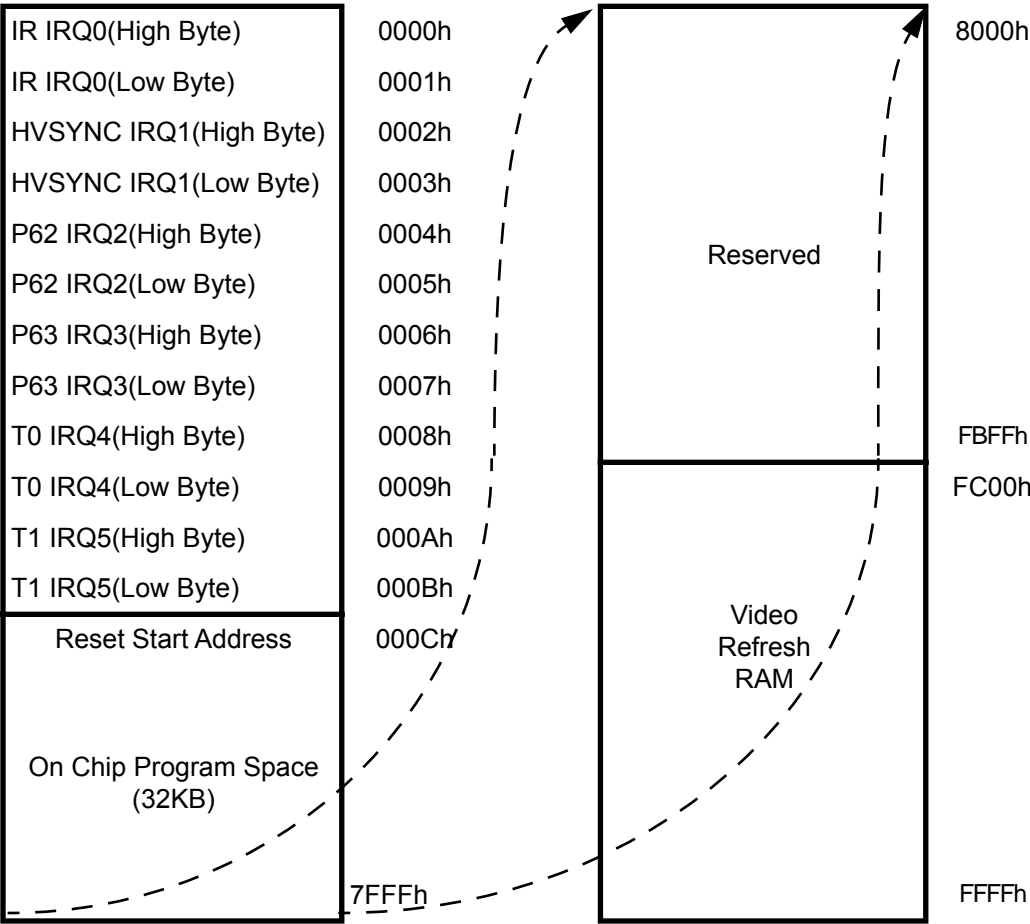 IR IRQ0(High Byte) 0000h
IR IRQ0(Low Byte) 0001h
HVSYNC IRQ1(High Byte) 0002h
HVSYNC IRQ1(Low Byte) 0003h
P62 IRQ2(High Byte) 0004h
P62 IRQ2(Low Byte) 0005h
P63 IRQ3(High Byte) 0006h
P63 IRQ3(Low Byte) 0007h
T0 IRQ4(High Byte) 0008h
T0 IRQ4(Low Byte) 0009h
T1 IRQ5(High Byte) 000Ah
T1 IRQ5(Low Byte) 000Bh
Reset Start Address 000Ch
On Chip Program Space
(32KB)
7FFFh
8000h
Reserved
FBFFh
FC00h
Video
Refresh
RAM
FFFFh